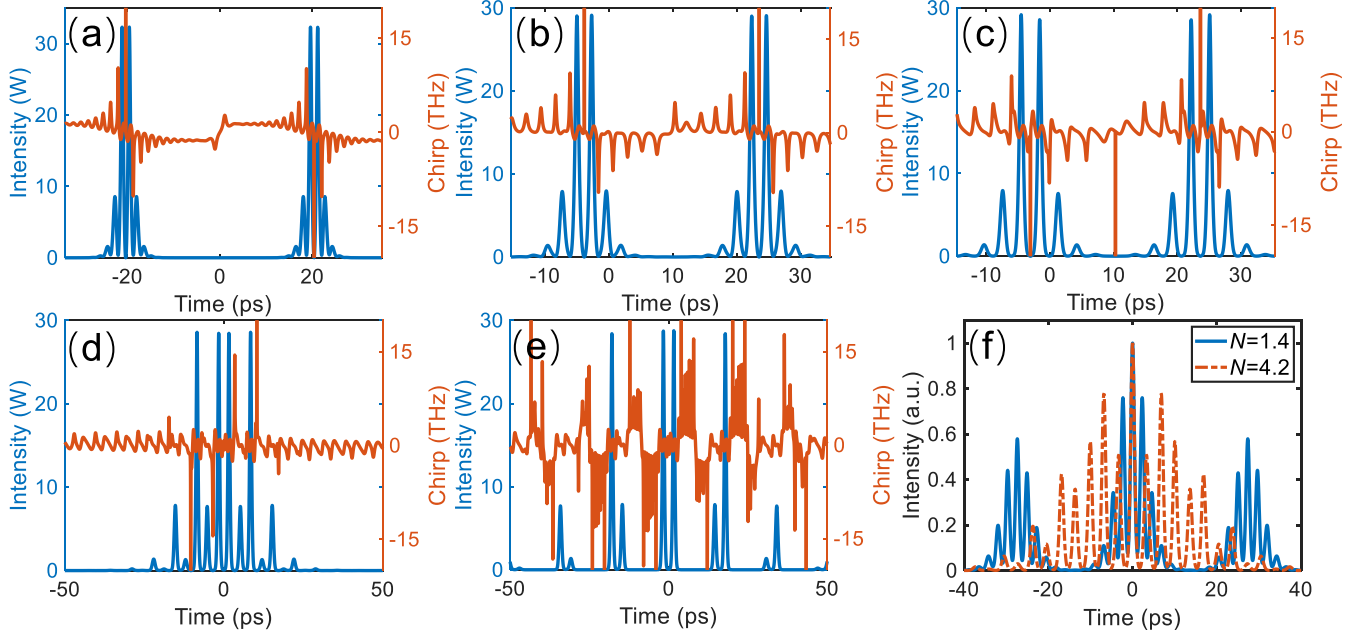 (a)
30
20
10
0
Intensity (W)
15
0
-15
Chirp (THz)
-20
0
20
Time (ps)
(b)
30
20
10
0
Intensity (W)
15
0
-15
Chirp (THz)
-10
0
10
20
30
Time (ps)
(c)
30
20
10
0
Intensity (W)
15
0
-15
Chirp (THz)
-10
0
10
20
30
Time (ps)
(d)
30
20
10
0
Intensity (W)
15
0
-15
Chirp (THz)
-50
0
50
Time (ps)
(e)
30
20
10
0
Intensity (W)
15
0
-15
Chirp (THz)
-50
0
50
Time (ps)
(f)
N=1.4
N=4.2
1
0.8
0.6
0.4
0.2
0
Intensity (a.u.)
-40
-20
0
20
40
Time (ps)